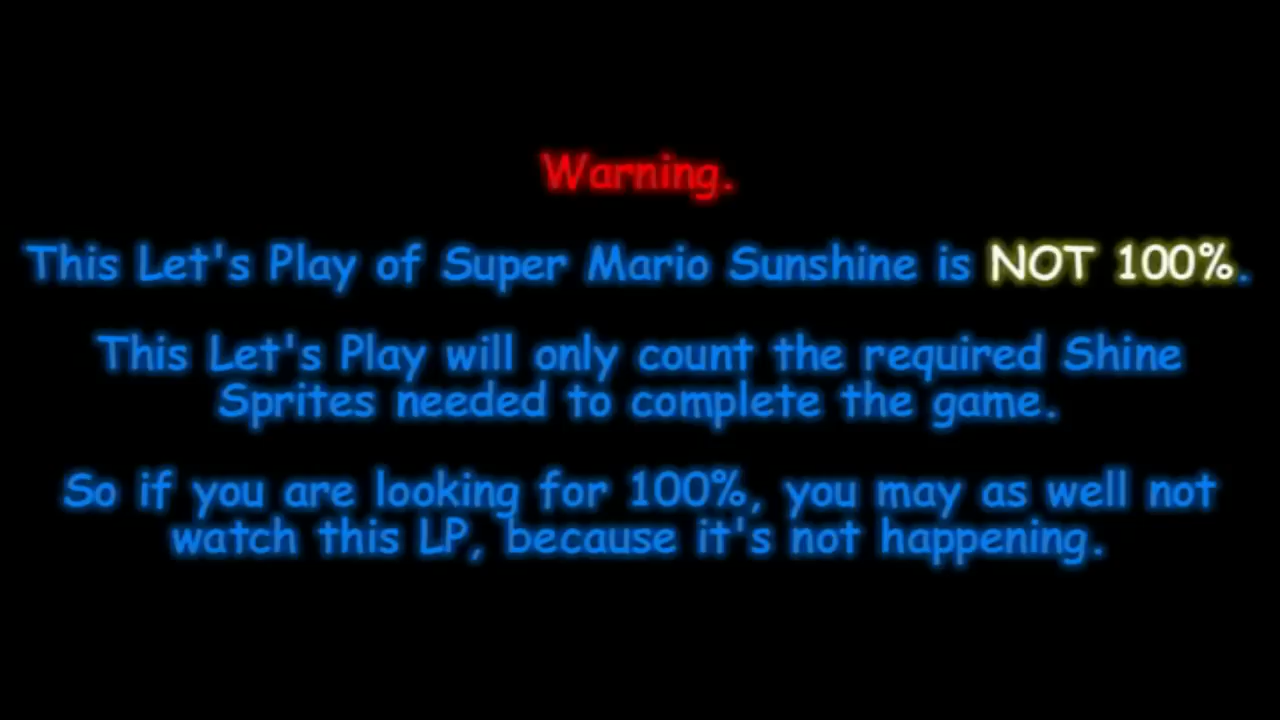 Warning.
This Let's Play of Super Mario Sunshine is NOT 100%.
This Let's Play will only count the required Shine
Sprites needed to complete the game.
So if you are looking for 100%, you may as well not
watch this LP, because it's not happening.